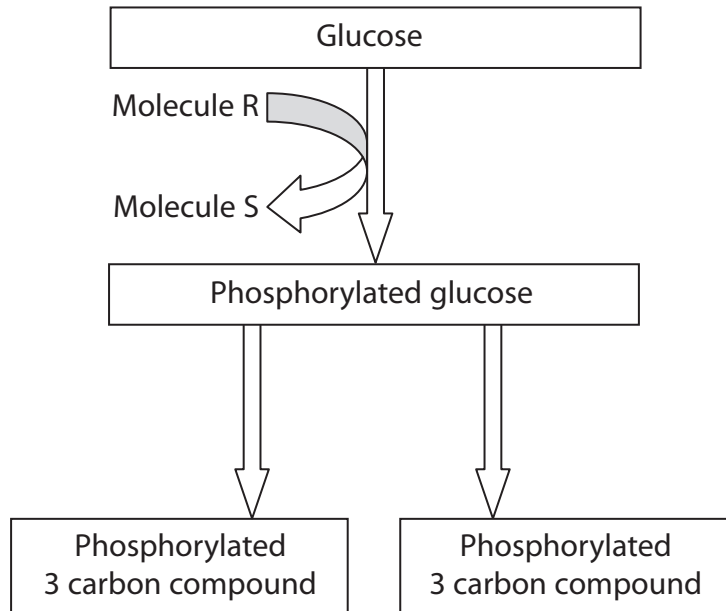 Glucose
Molecule R
Molecule S
Phosphorylated glucose
Phosphorylated
3 carbon compound
Phosphorylated
3 carbon compound